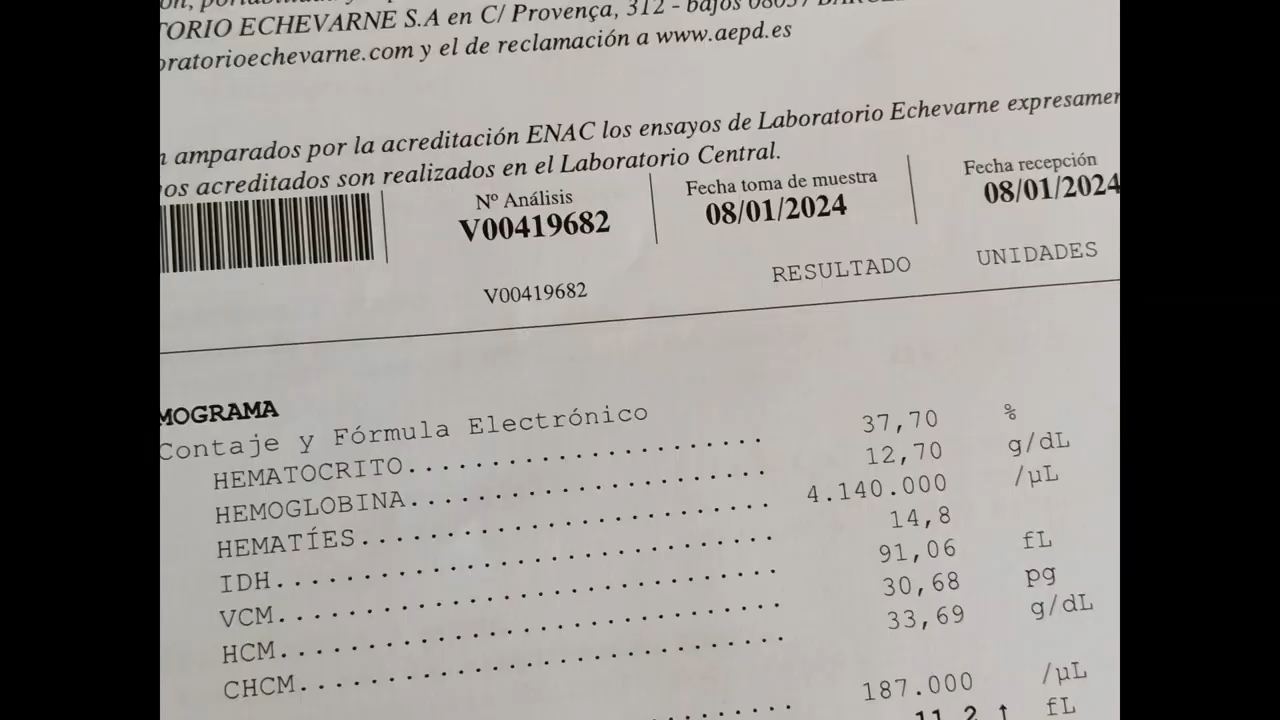 TORIO ECHEVARNE S.A en C/ Provença, 312 - bajos
oratorioechevarne.com y el de reclamación a www.aepd.es
n amparados por la acreditación ENAC los ensayos de Laboratorio Echevarne expresamen
os acreditados son realizados en el Laboratorio Central.
Nº Análisis
V00419682
Fecha toma de muestra
08/01/2024
Fecha recepción
08/01/2024
V00419682
RESULTADO UNIDADES
MOGRAMA
Contaje y Fórmula Electrónico
HEMATOCRITO........................ 37,70 %
HEMOGLOBINA........................ 12,70 g/dL
HEMATÍES........................... 4.140.000 /µL
IDH................................ 14,8
VCM................................ 91,06 fL
HCM................................ 30,68 pg
CHCM............................... 33,69 g/dL
187.000 /µL
11,2 ↑ fL